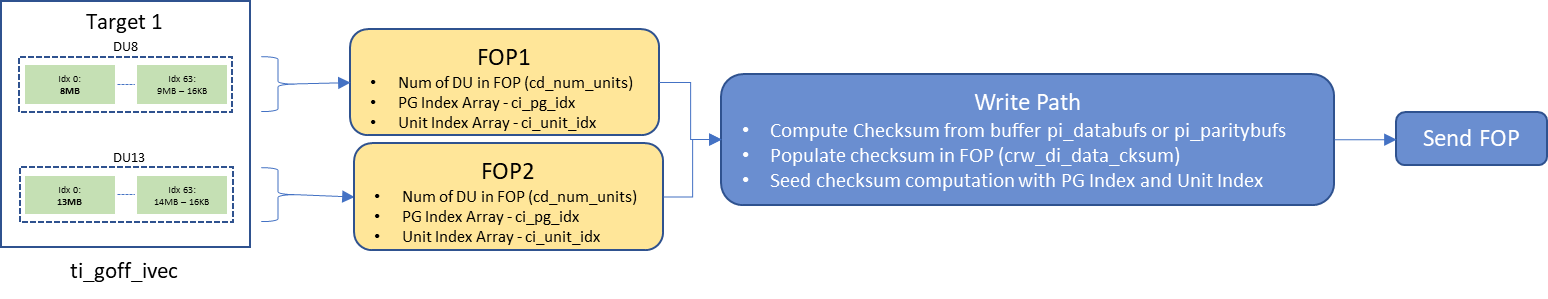 Target 1
DU8
Idx 0:
8MB
Idx 63:
9MB – 16KB
DU13
Idx 0:
13MB
Idx 63:
14MB – 16KB
ti_goff_ivec
FOP1
• Num of DU in FOP (cd_num_units)
• PG Index Array - ci_pg_idx
• Unit Index Array - ci_unit_idx
FOP2
• Num of DU in FOP (cd_num_units)
• PG Index Array - ci_pg_idx
• Unit Index Array - ci_unit_idx
Write Path
• Compute Checksum from buffer pi_databufs or pi_paritybufs
• Populate checksum in FOP (crw_di_data_cksum)
• Seed checksum computation with PG Index and Unit Index
Send FOP